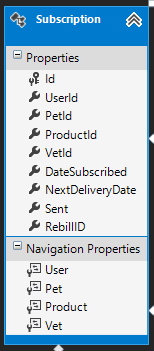 Subscription
Properties
Id
UserId
PetId
ProductId
VetId
DateSubscribed
NextDeliveryDate
Sent
RebillID
Navigation Properties
User
Pet
Product
Vet